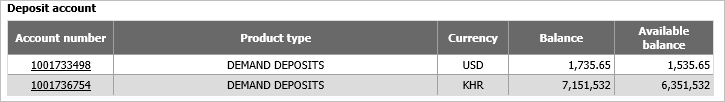 Deposit account
Account number Product type Currency Balance Available balance
1001733498 DEMAND DEPOSITS USD 1,735.65 1,535.65
1001736754 DEMAND DEPOSITS KHR 7,151,532 6,351,532